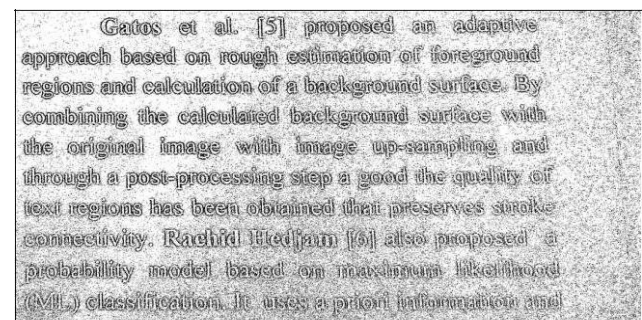 Gatos et al. [5] proposed an adaptive
approach based on rough estimation of foreground
regions and calculation of a background surface. By
combining the calculated background surface with
the original image with image up-sampling and
through a post-processing step a good the quality of
text regions has been obtained that preserves stroke
connectivity. Rachid Hedjam [6] also proposed a
probability model based on maximum likelihood
(ML) classification. It uses a priori information and